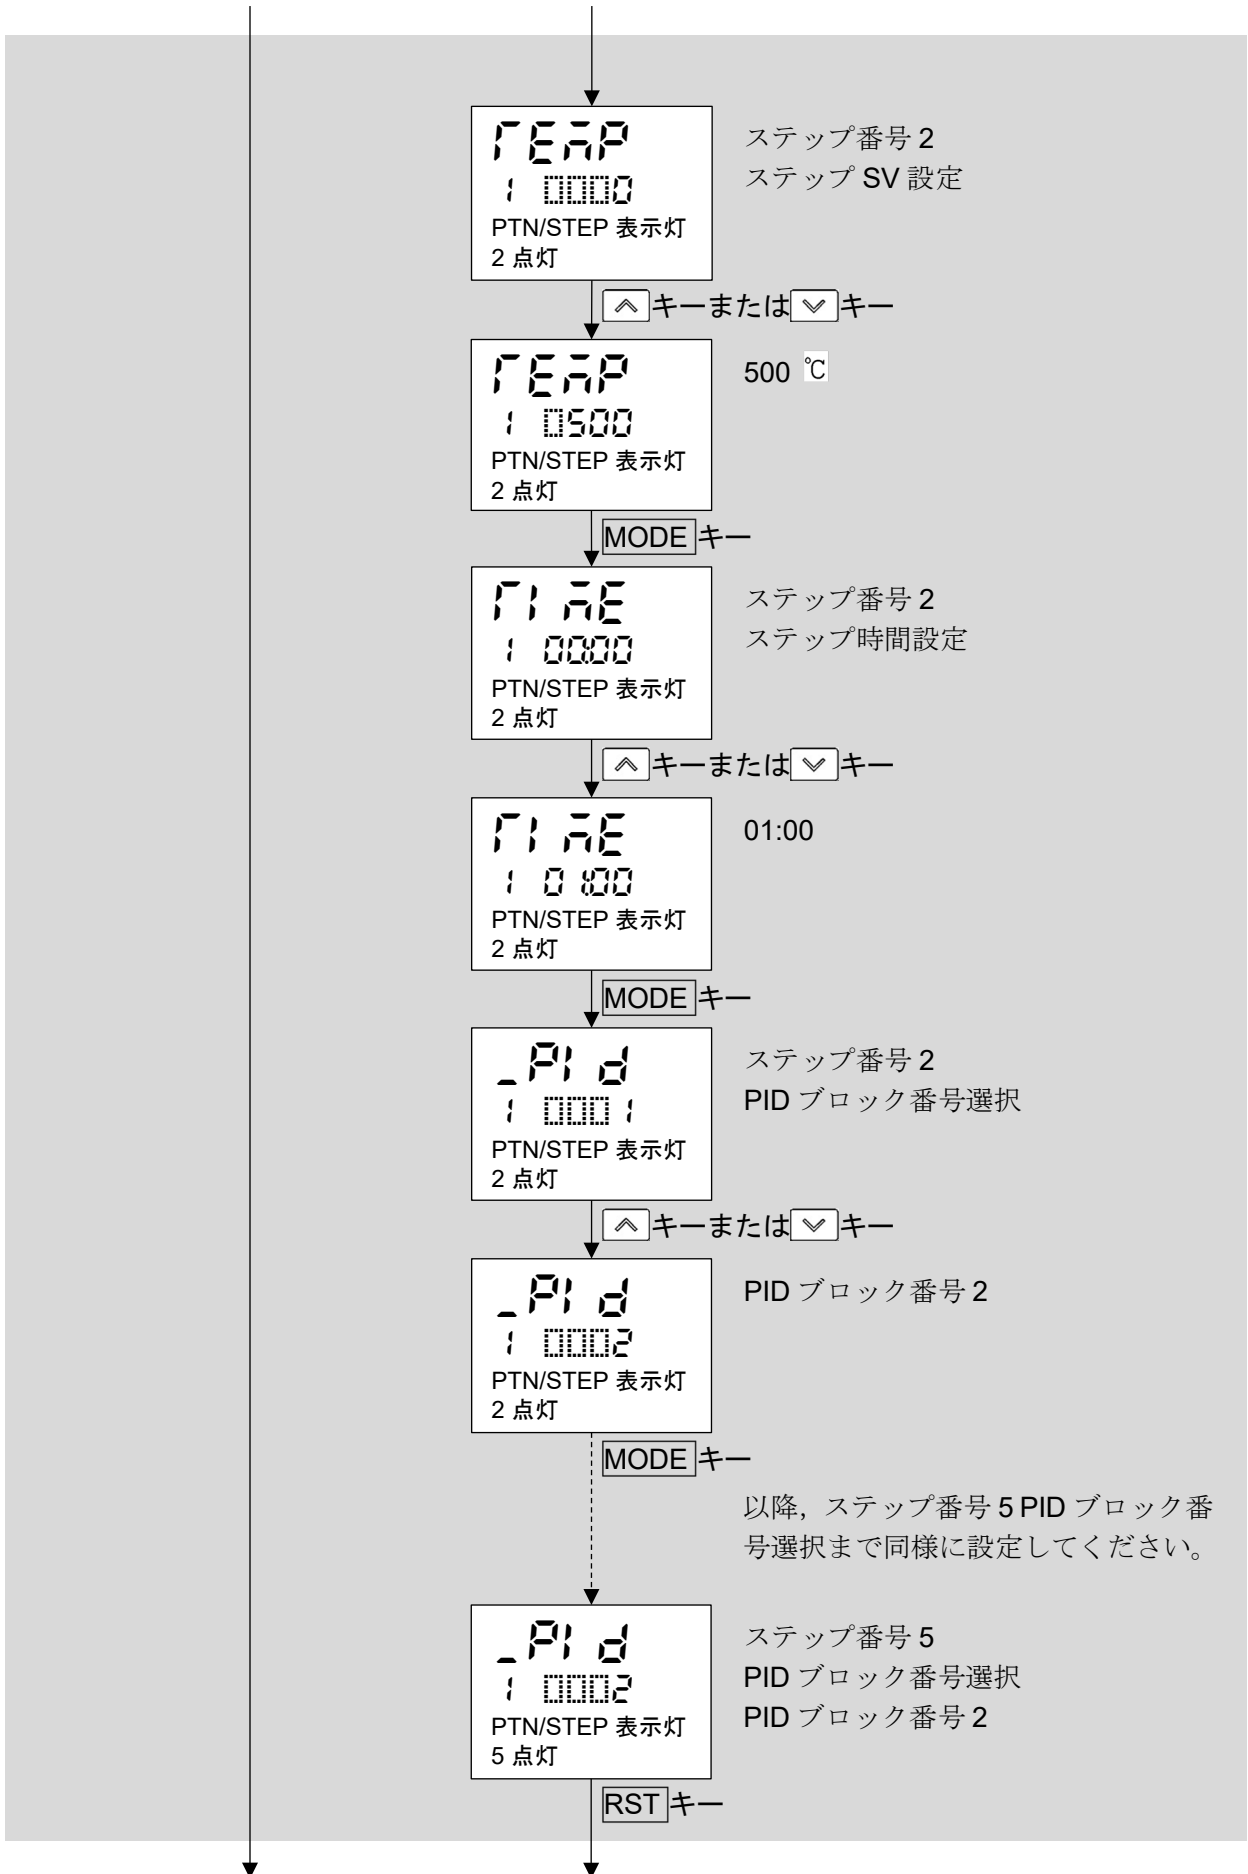 TEMP
ステップ番号 2
1 0000
ステップ SV 設定
PTN/STEP 表示灯
2 点灯
キーまたは キー
TEMP
500 ℃
1 0500
PTN/STEP 表示灯
2 点灯
MODE キー
TIME
ステップ番号 2
1 00:00
ステップ時間設定
PTN/STEP 表示灯
2 点灯
キーまたは キー
TIME
01:00
1 01:00
PTN/STEP 表示灯
2 点灯
MODE キー
_PId
ステップ番号 2
1 0001
PID ブロック番号選択
PTN/STEP 表示灯
2 点灯
キーまたは キー
_PId
PID ブロック番号 2
1 0002
PTN/STEP 表示灯
2 点灯
MODE キー
以降，ステップ番号 5 PID ブロック番
号選択まで同様に設定してください。
_PId
ステップ番号 5
1 0002
PID ブロック番号選択
PTN/STEP 表示灯
PID ブロック番号 2
5 点灯
RST キー